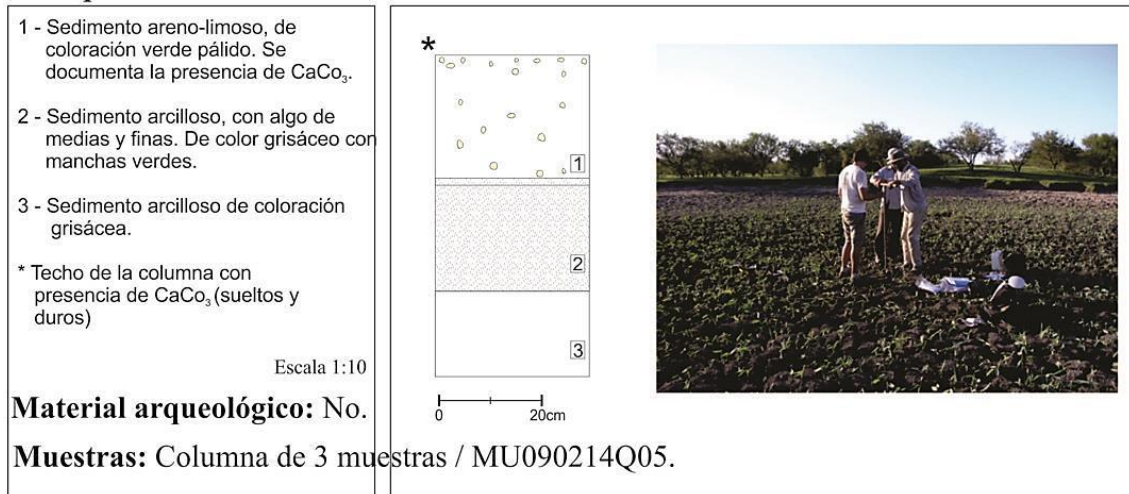 1 - Sedimento areno-limoso, de
coloración verde pálido. Se
documenta la presencia de CaCo₃.
2 - Sedimento arcilloso, con algo de
medias y finas. De color grisáceo con
manchas verdes.
3 - Sedimento arcilloso de coloración
grisácea.
* Techo de la columna con
presencia de CaCo₃ (sueltos y
duros)
Escala 1:10
Material arqueológico: No.
Muestras: Columna de 3 muestras / MU090214Q05.
*
1
2
3
0 20cm